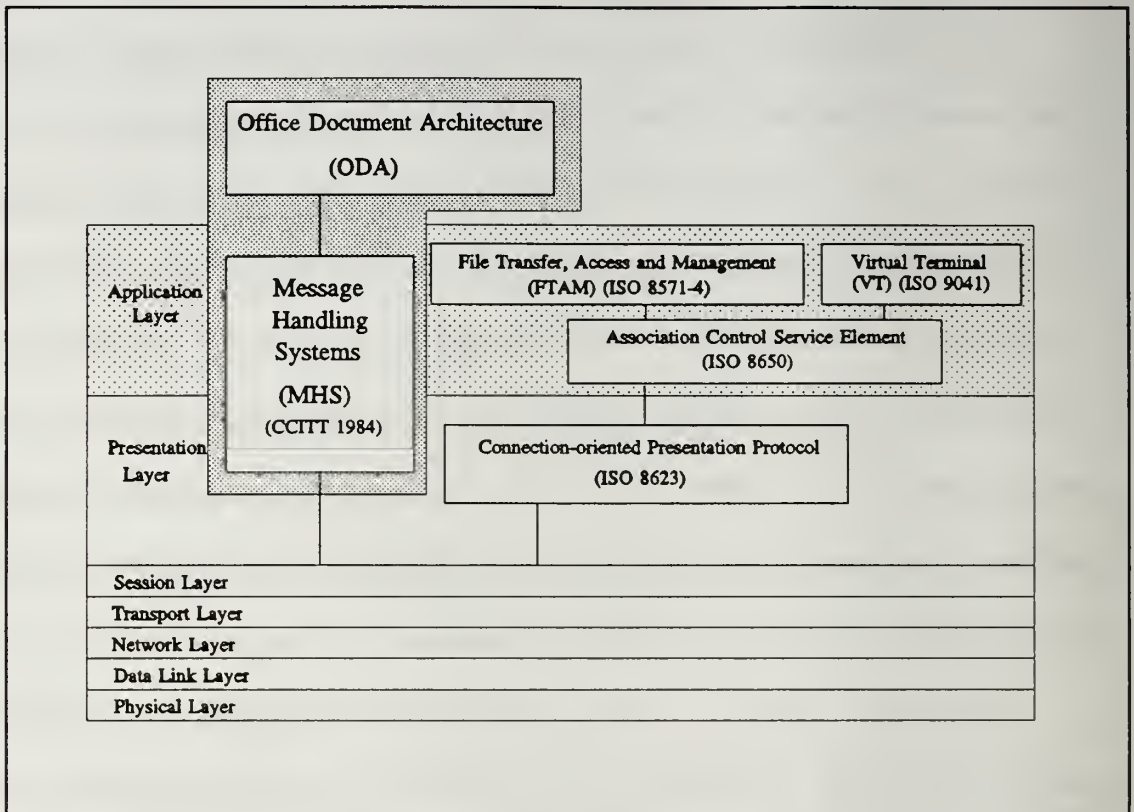 Office Document Architecture
(ODA)
Application
Layer
Message
Handling
Systems
(MHS)
(CCITT 1984)
File Transfer, Access and Management
(FTAM) (ISO 8571-4)
Virtual Terminal
(VT) (ISO 9041)
Association Control Service Element
(ISO 8650)
Presentation
Layer
Connection-oriented Presentation Protocol
(ISO 8623)
Session Layer
Transport Layer
Network Layer
Data Link Layer
Physical Layer